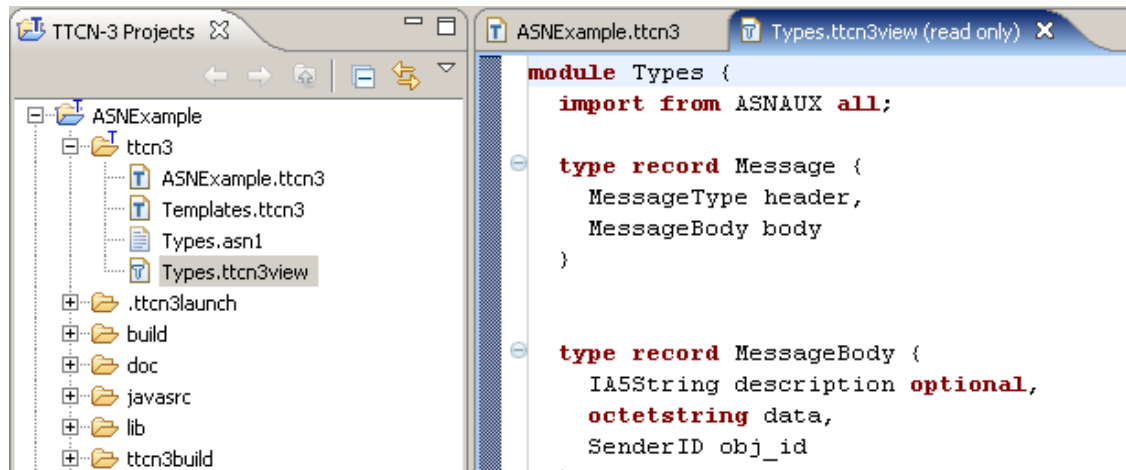 TTCN-3 Projects
ASNExample
ttcn3
ASNExample.ttcn3
Templates.ttcn3
Types.asn1
Types.ttcn3view
.ttcn3launch
build
doc
javasrc
lib
ttcn3build
ASNExample.ttcn3
Types.ttcn3view (read only)
module Types {
import from ASNAUX all;
type record Message {
MessageType header,
MessageBody body
}
type record MessageBody {
IA5String description optional,
octetstring data,
SenderID obj_id